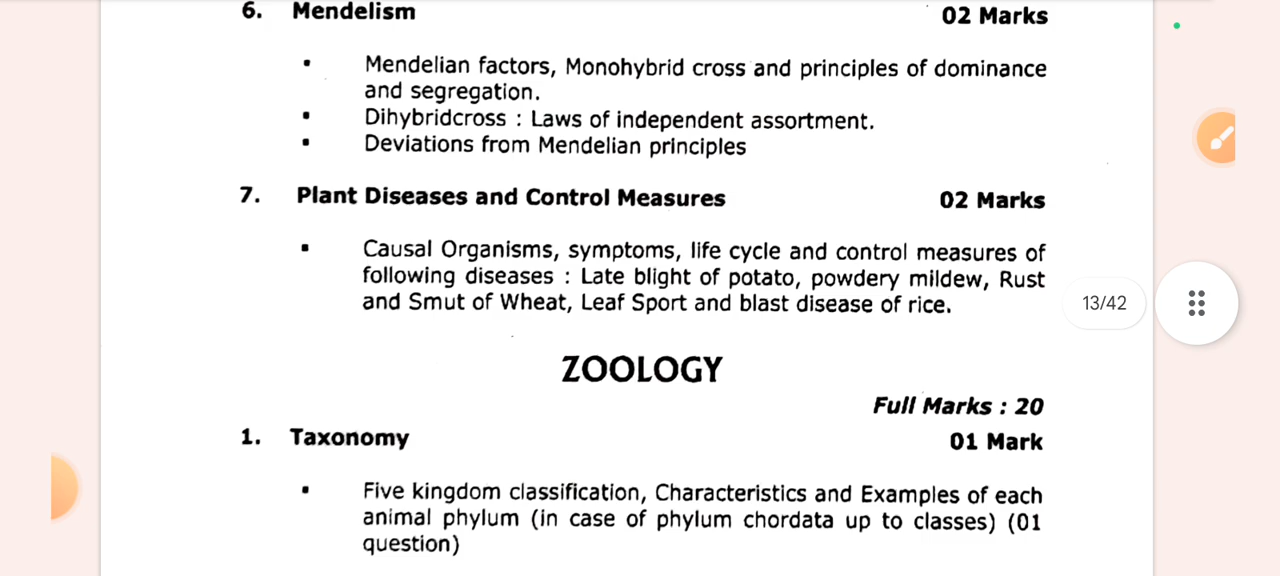 6. Mendelism 02 Marks
▪ Mendelian factors, Monohybrid cross and principles of dominance
and segregation.
▪ Dihybridcross : Laws of independent assortment.
▪ Deviations from Mendelian principles
7. Plant Diseases and Control Measures 02 Marks
▪ Causal Organisms, symptoms, life cycle and control measures of
following diseases : Late blight of potato, powdery mildew, Rust
and Smut of Wheat, Leaf Sport and blast disease of rice.
13/42
ZOOLOGY
Full Marks : 20
1. Taxonomy 01 Mark
▪ Five kingdom classification, Characteristics and Examples of each
animal phylum (in case of phylum chordata up to classes) (01
question)